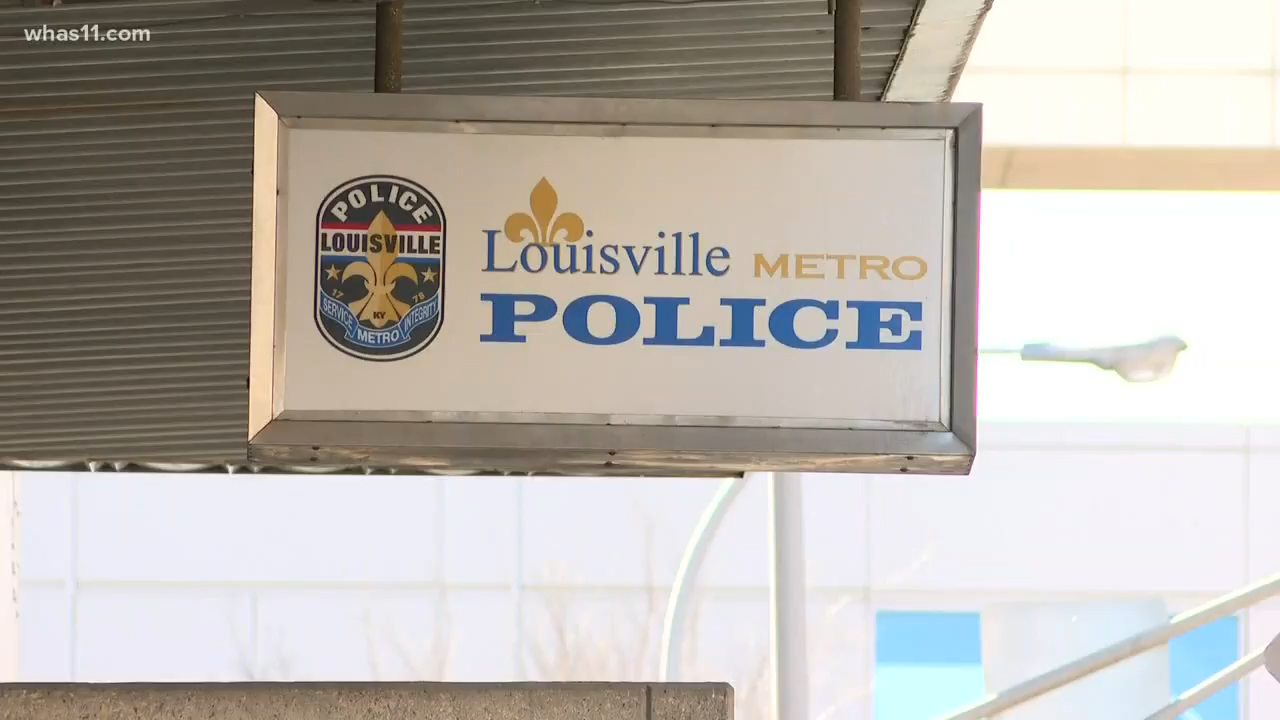 whas11.com
POLICE
LOUISVILLE
17 78
KY
SERVICE METRO INTEGRITY
Louisville METRO
POLICE